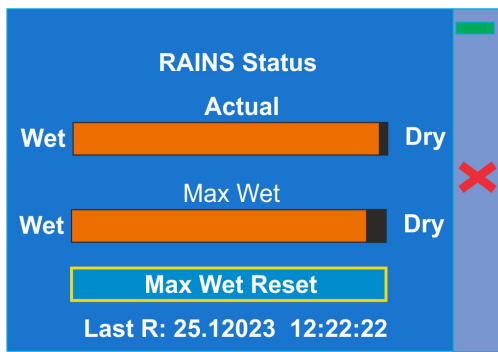 RAINS Status
Actual
Wet Dry
Max Wet
Wet Dry
Max Wet Reset
Last R: 25.12023 12:22:22